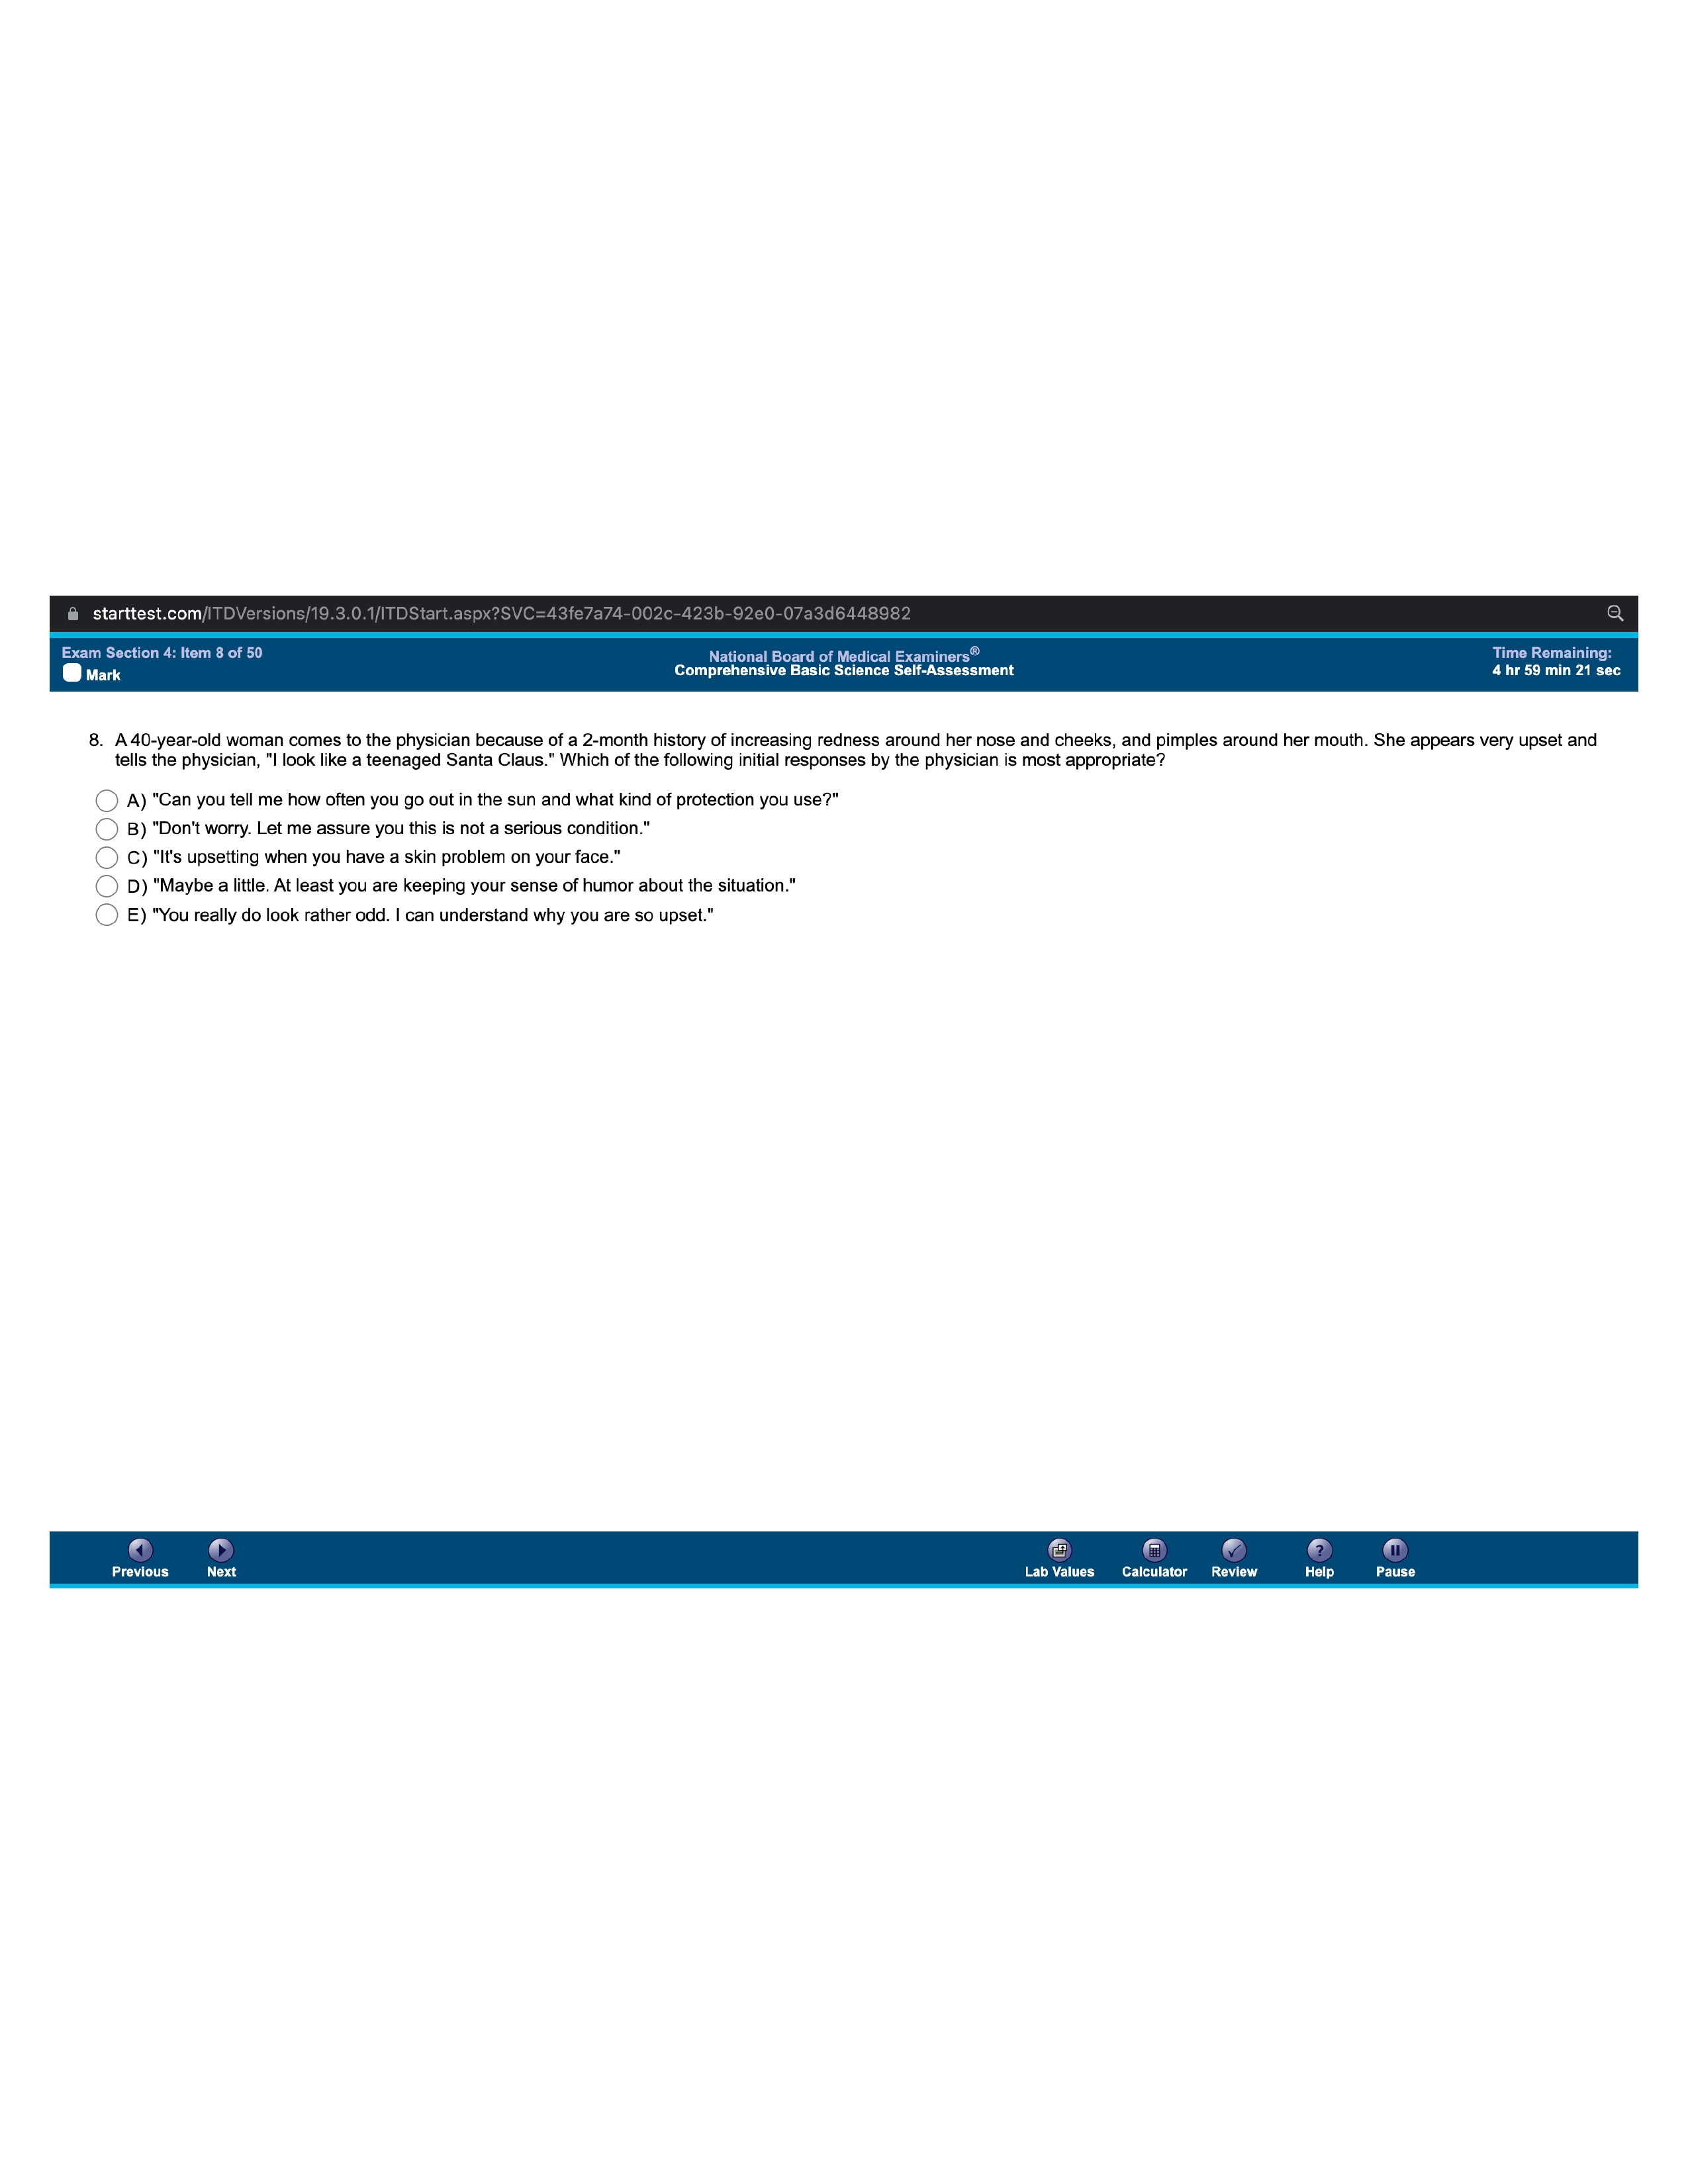 starttest.com/ITDVersions/19.3.0.1/ITDStart.aspx?SVC=43fe7a74-002c-423b-92e0-07a3d6448982
Exam Section 4: Item 8 of 50
National Board of Medical Examiners®
Time Remaining:
Mark
Comprehensive Basic Science Self-Assessment
4 hr 59 min 21 sec
8. A 40-year-old woman comes to the physician because of a 2-month history of increasing redness around her nose and cheeks, and pimples around her mouth. She appears very upset and
tells the physician, "I look like a teenaged Santa Claus." Which of the following initial responses by the physician is most appropriate?
A) "Can you tell me how often you go out in the sun and what kind of protection you use?"
B) "Don't worry. Let me assure you this is not a serious condition."
C) "It's upsetting when you have a skin problem on your face."
D) "Maybe a little. At least you are keeping your sense of humor about the situation."
E) "You really do look rather odd. I can understand why you are so upset."
Previous
Next
Lab Values
Calculator
Review
Help
Pause